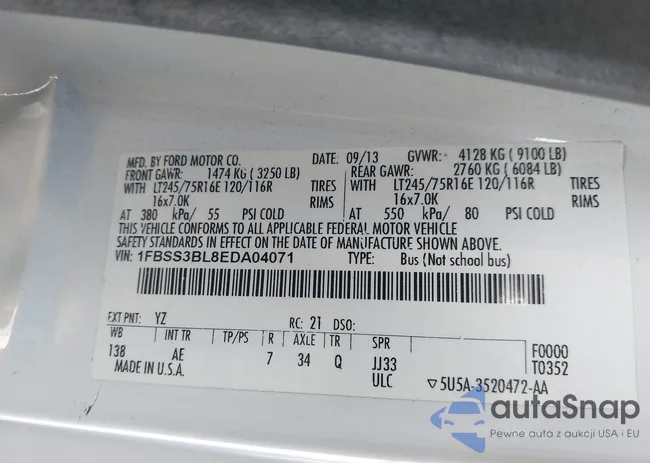 MFD. BY FORD MOTOR CO. DATE: 09/13 GVWR: 4128 KG ( 9100 LB)
FRONT GAWR: 1474 KG ( 3250 LB) REAR GAWR: 2760 KG ( 6084 LB)
WITH LT245/75R16E 120/116R TIRES WITH LT245/75R16E 120/116R TIRES
16x7.0K RIMS 16x7.0K RIMS
AT 380 kPa/ 55 PSI COLD AT 550 kPa/ 80 PSI COLD
THIS VEHICLE CONFORMS TO ALL APPLICABLE FEDERAL MOTOR VEHICLE
SAFETY STANDARDS IN EFFECT ON THE DATE OF MANUFACTURE SHOWN ABOVE.
VIN: 1FBSS3BL8EDA04071 TYPE: Bus (Not school bus)
EXT PNT: YZ RC: 21 DSO:
WB INT TR TP/PS R AXLE TR SPR F0000
138 AE 7 34 Q JJ33 T0352
MADE IN U.S.A. ULC ▽5U5A-3520472-AA
autaSnap
Pewne auta z aukcji USA i EU